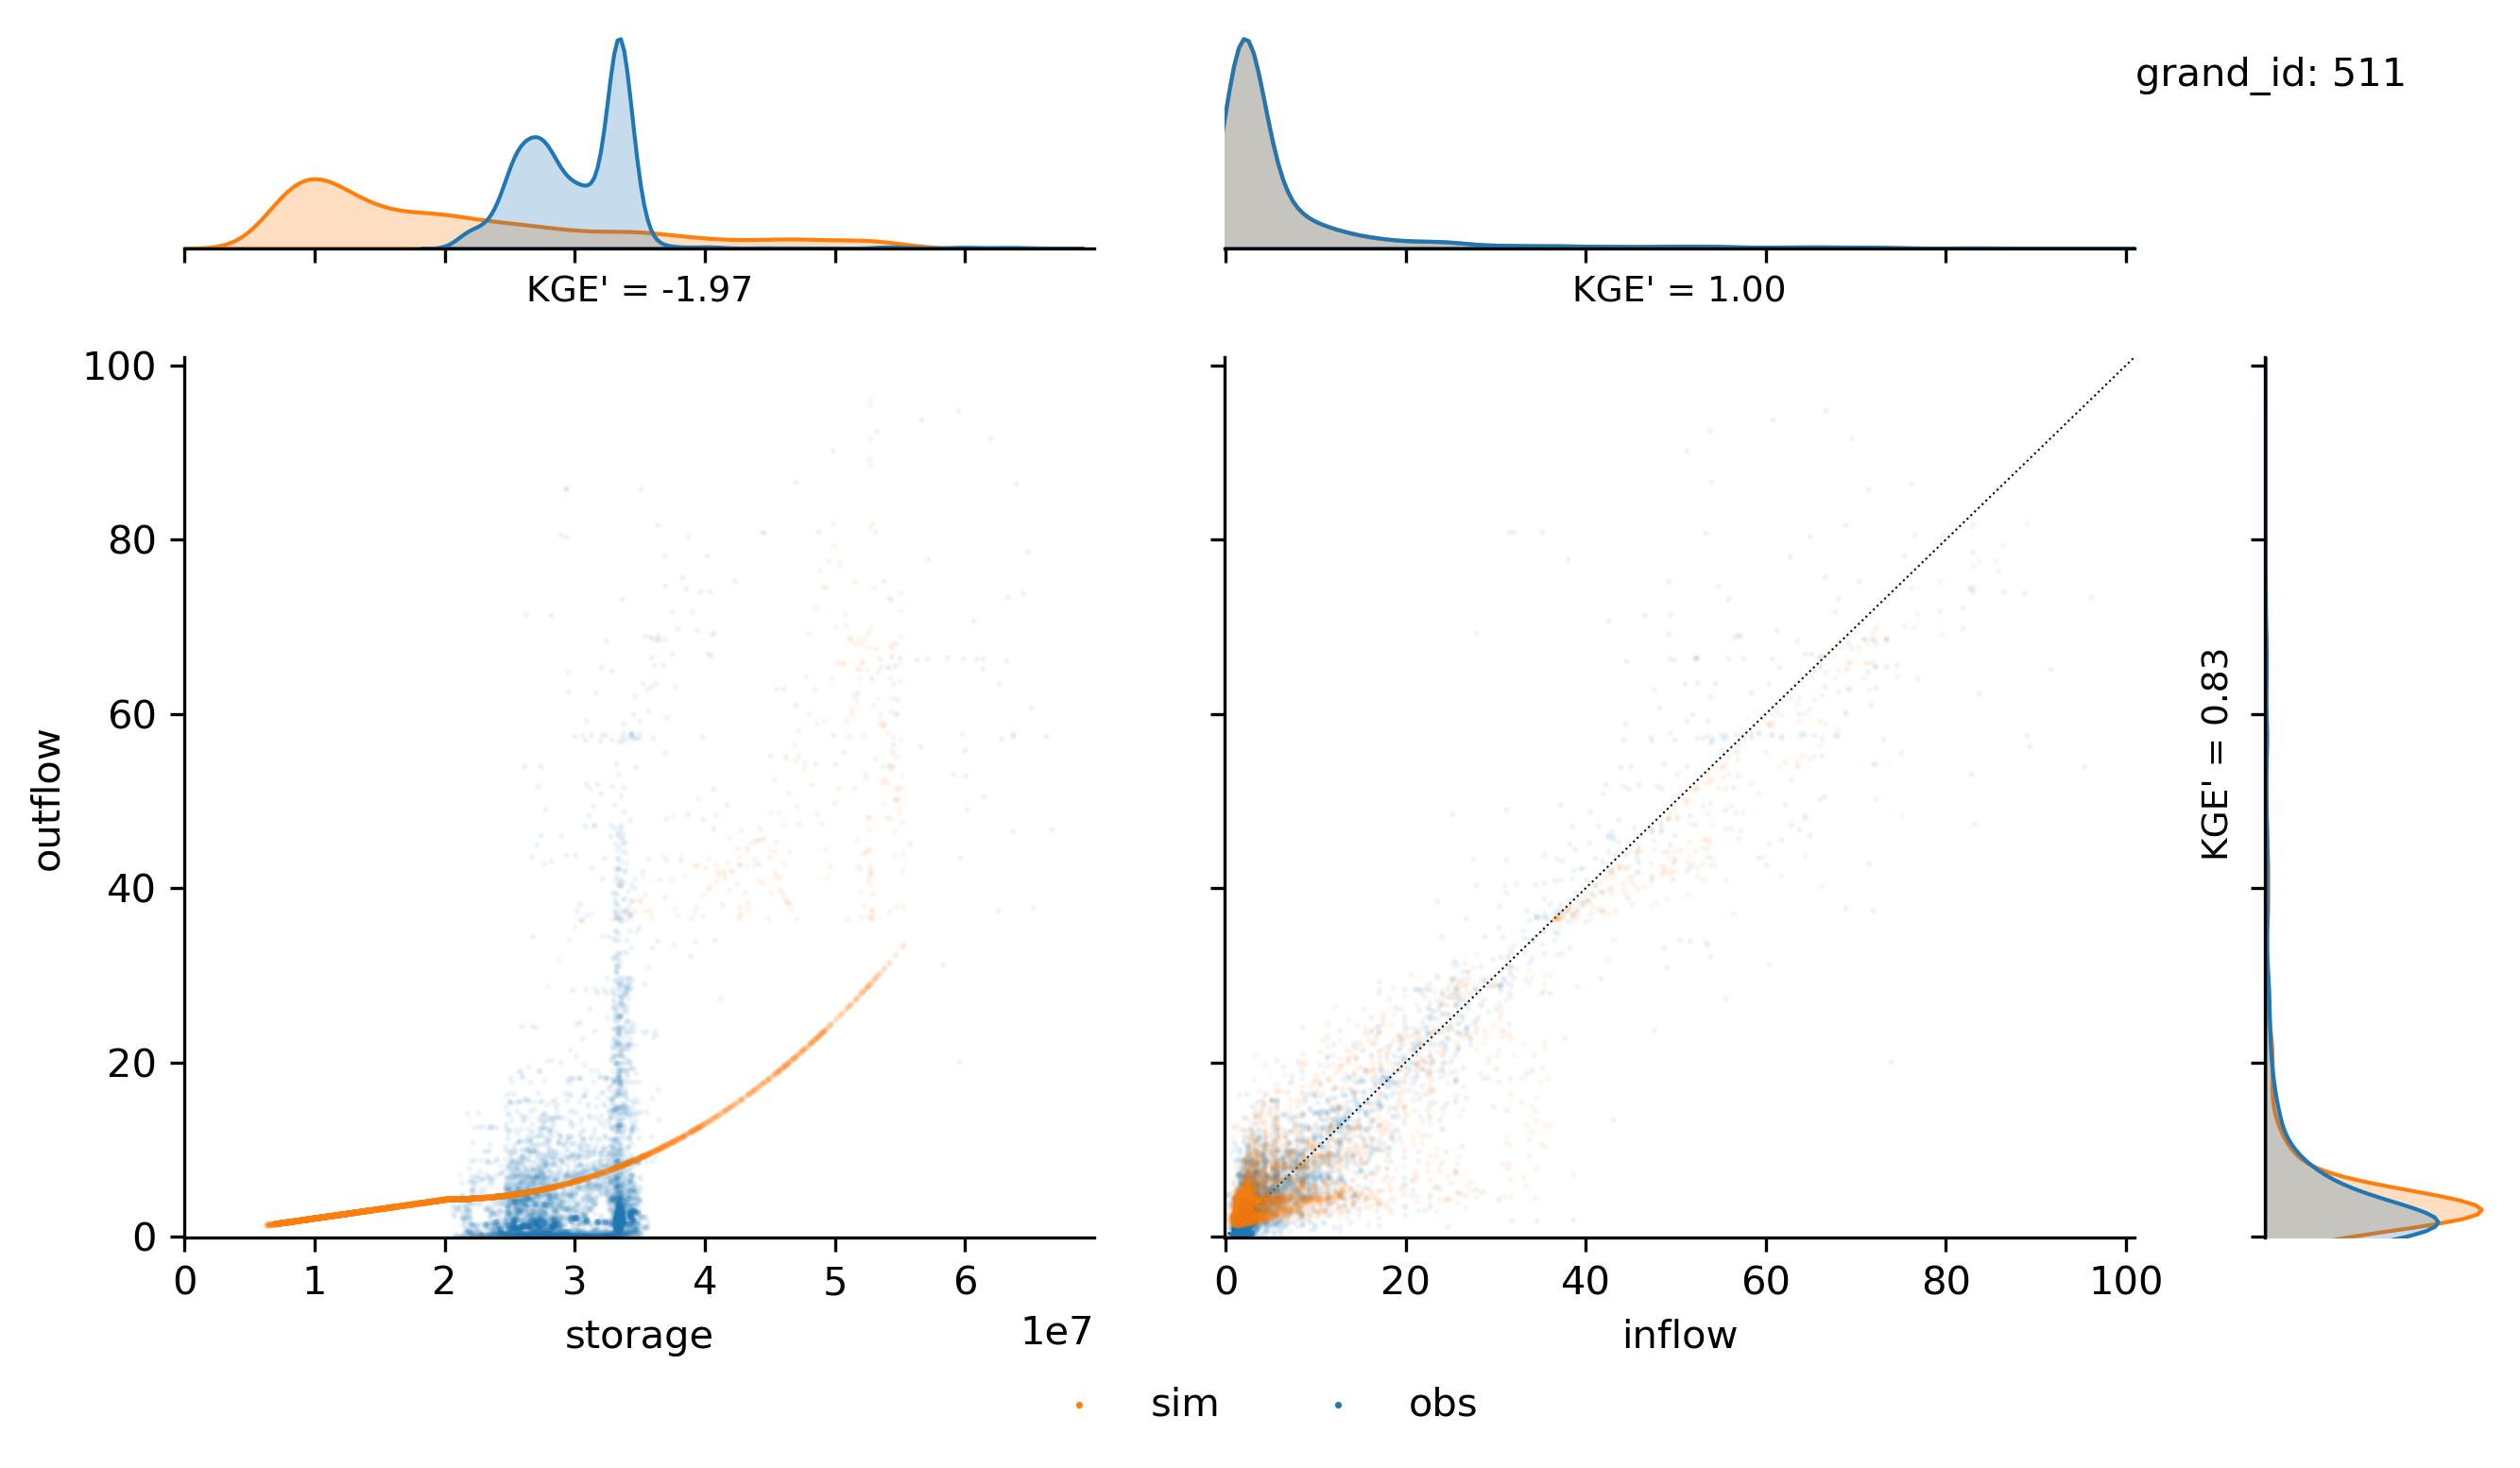 grand_id: 511
KGE' = -1.97
KGE' = 1.00
100
80
60
40
20
0
outflow
0 1 2 3 4 5 6
storage
1e7
0 20 40 60 80 100
inflow
KGE' = 0.83
sim obs